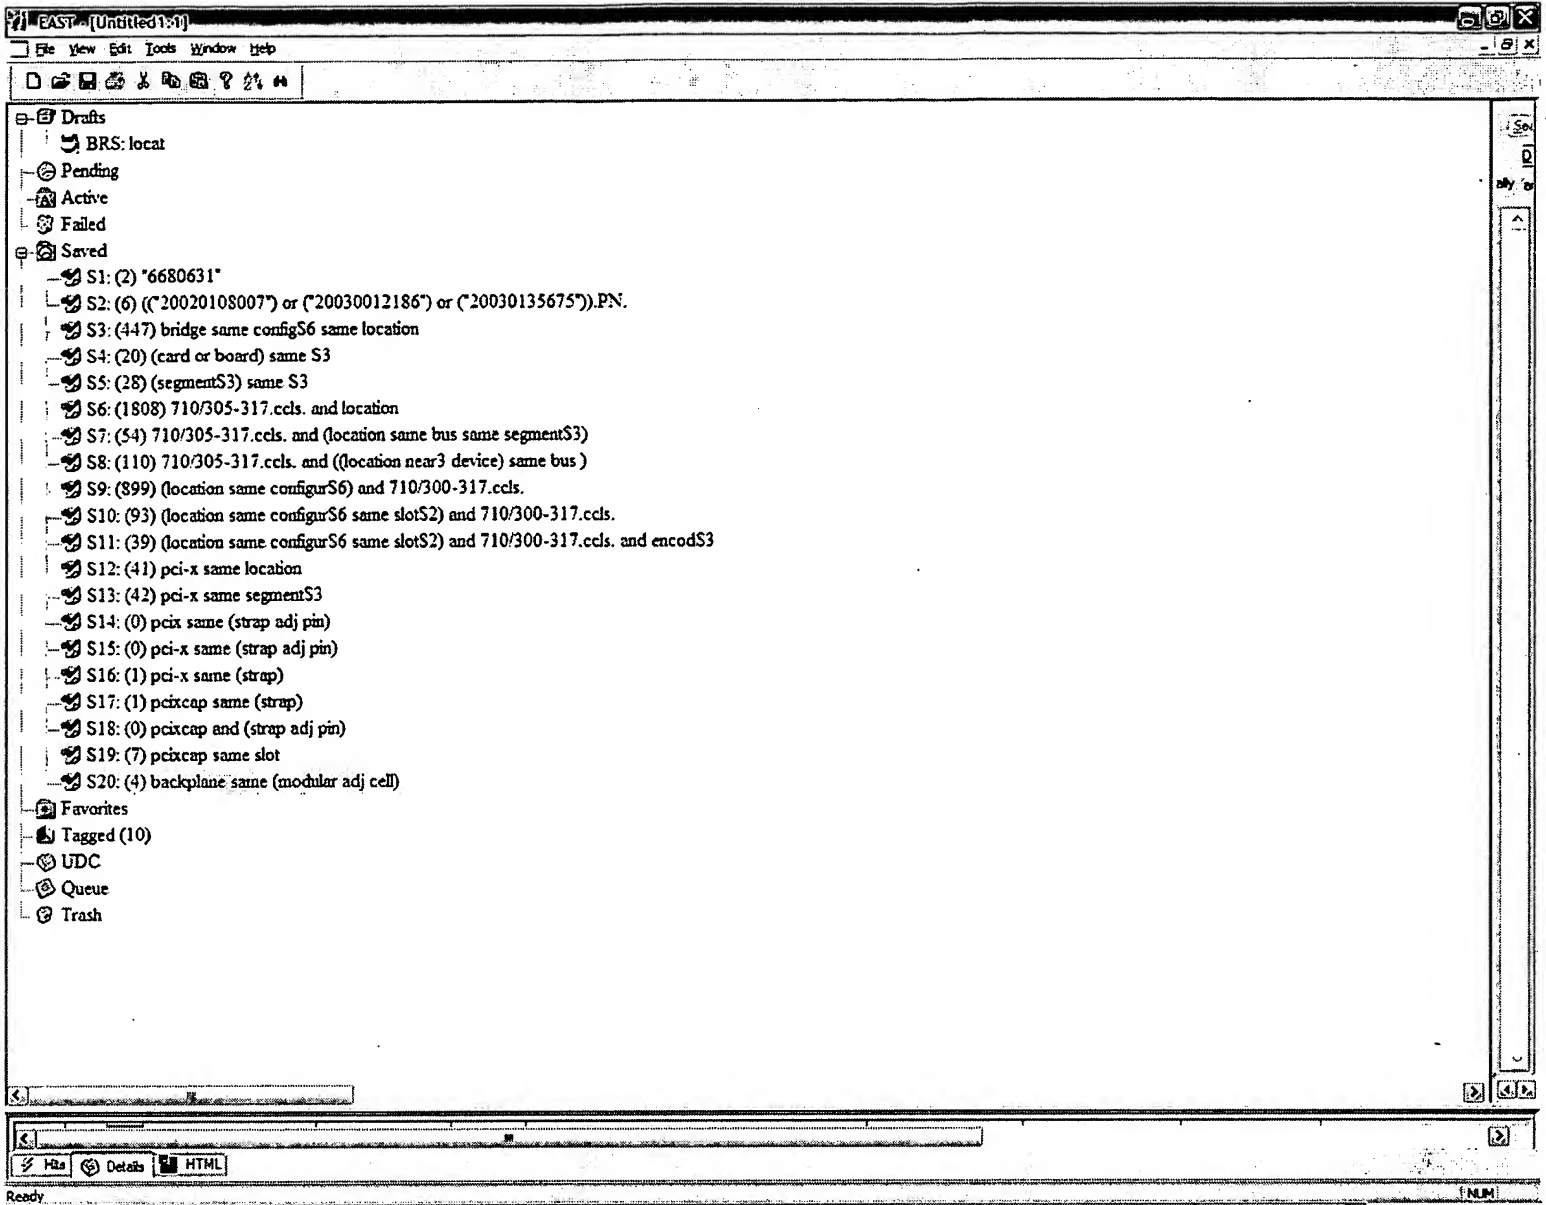 EAST - [Untitled1:1]
File View Edit Tools Window Help
Drafts
BRS: locat
Pending
Active
Failed
Saved
S1: (2) "6680631"
S2: (6) (("20020108007") or ("20030012186") or ("20030135675")).PN.
S3: (447) bridge same configS6 same location
S4: (20) (card or board) same S3
S5: (28) (segmentS3) same S3
S6: (1808) 710/305-317.ccls. and location
S7: (54) 710/305-317.ccls. and (location same bus same segmentS3)
S8: (110) 710/305-317.ccls. and ((location near3 device) same bus )
S9: (899) (location same configurS6) and 710/300-317.ccls.
S10: (93) (location same configurS6 same slotS2) and 710/300-317.ccls.
S11: (39) (location same configurS6 same slotS2) and 710/300-317.ccls. and encodS3
S12: (41) pci-x same location
S13: (42) pci-x same segmentS3
S14: (0) pcix same (strap adj pin)
S15: (0) pci-x same (strap adj pin)
S16: (1) pci-x same (strap)
S17: (1) pcixcap same (strap)
S18: (0) pcixcap and (strap adj pin)
S19: (7) pcixcap same slot
S20: (4) backplane same (modular adj cell)
Favorites
Tagged (10)
UDC
Queue
Trash
Hits Details HTML
Ready NUM